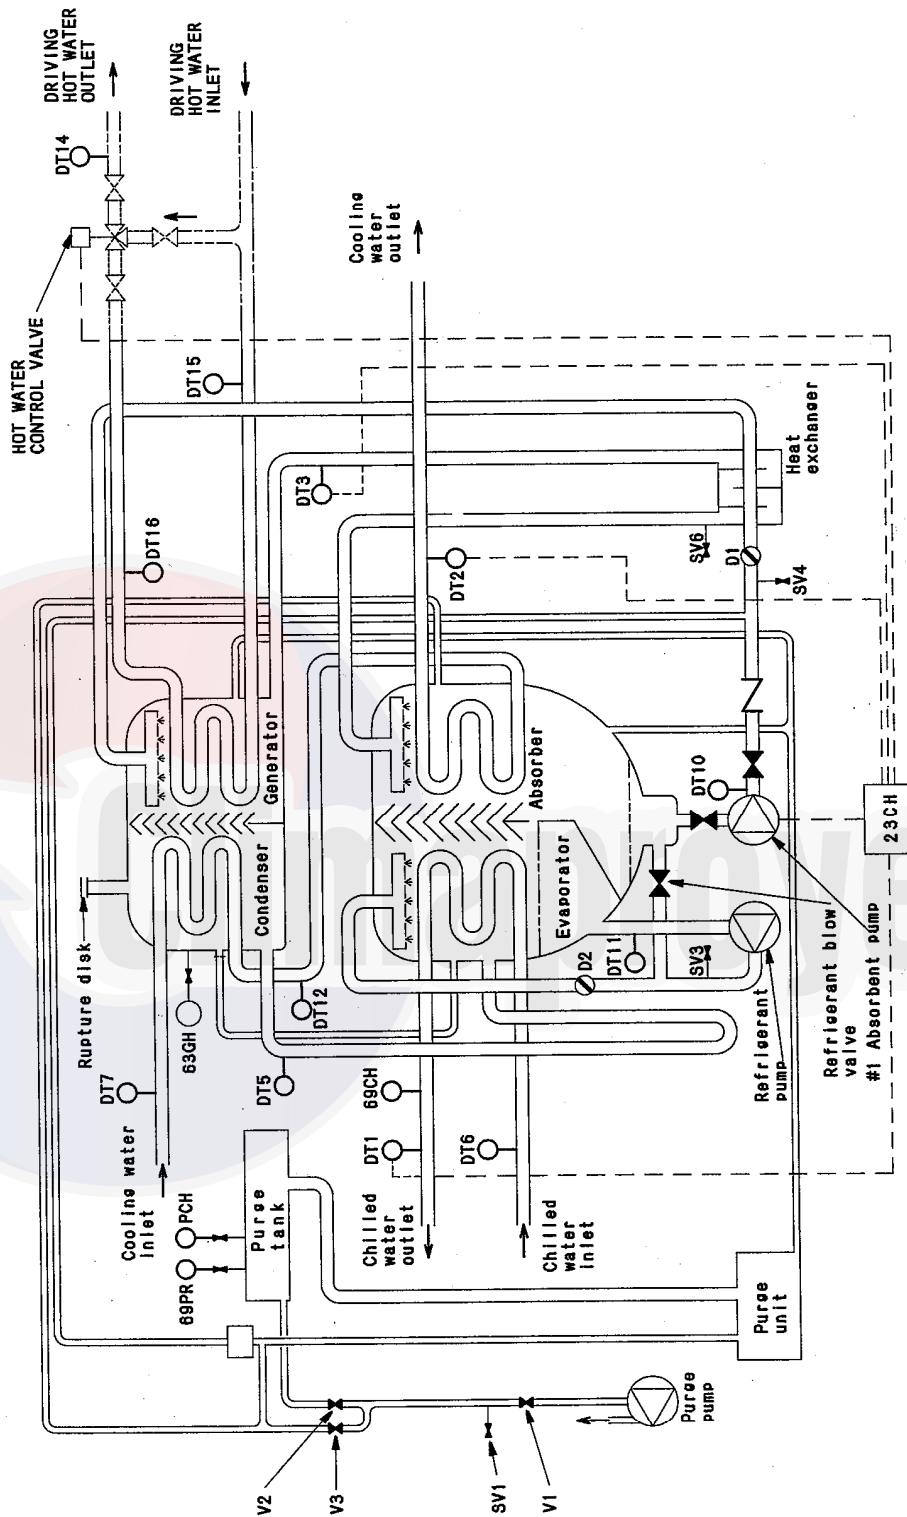 DRIVING
HOT WATER
OUTLET
DRIVING
HOT WATER
INLET
DT14
HOT WATER
CONTROL VALVE
Cooling
water
outlet
DT15
DT16
DT3
Heat
exchanger
DT2
SV6
D1
SV4
Rupture disk
Condenser
Generator
Evaporator
Absorber
DT10
23CH
63GH
DT12
D2
DT11
SV3
DT7
DT5
Refrigerant
pump
Refrigerant blow
valve
#1 Absorbent pump
Cooling water
inlet
69CH
DT1
DT6
Chilled
water
outlet
Chilled
water
inlet
PCH
69PR
Purge
tank
Purge
unit
Purge
pump
V2
V3
SV1
V1
Climaproye